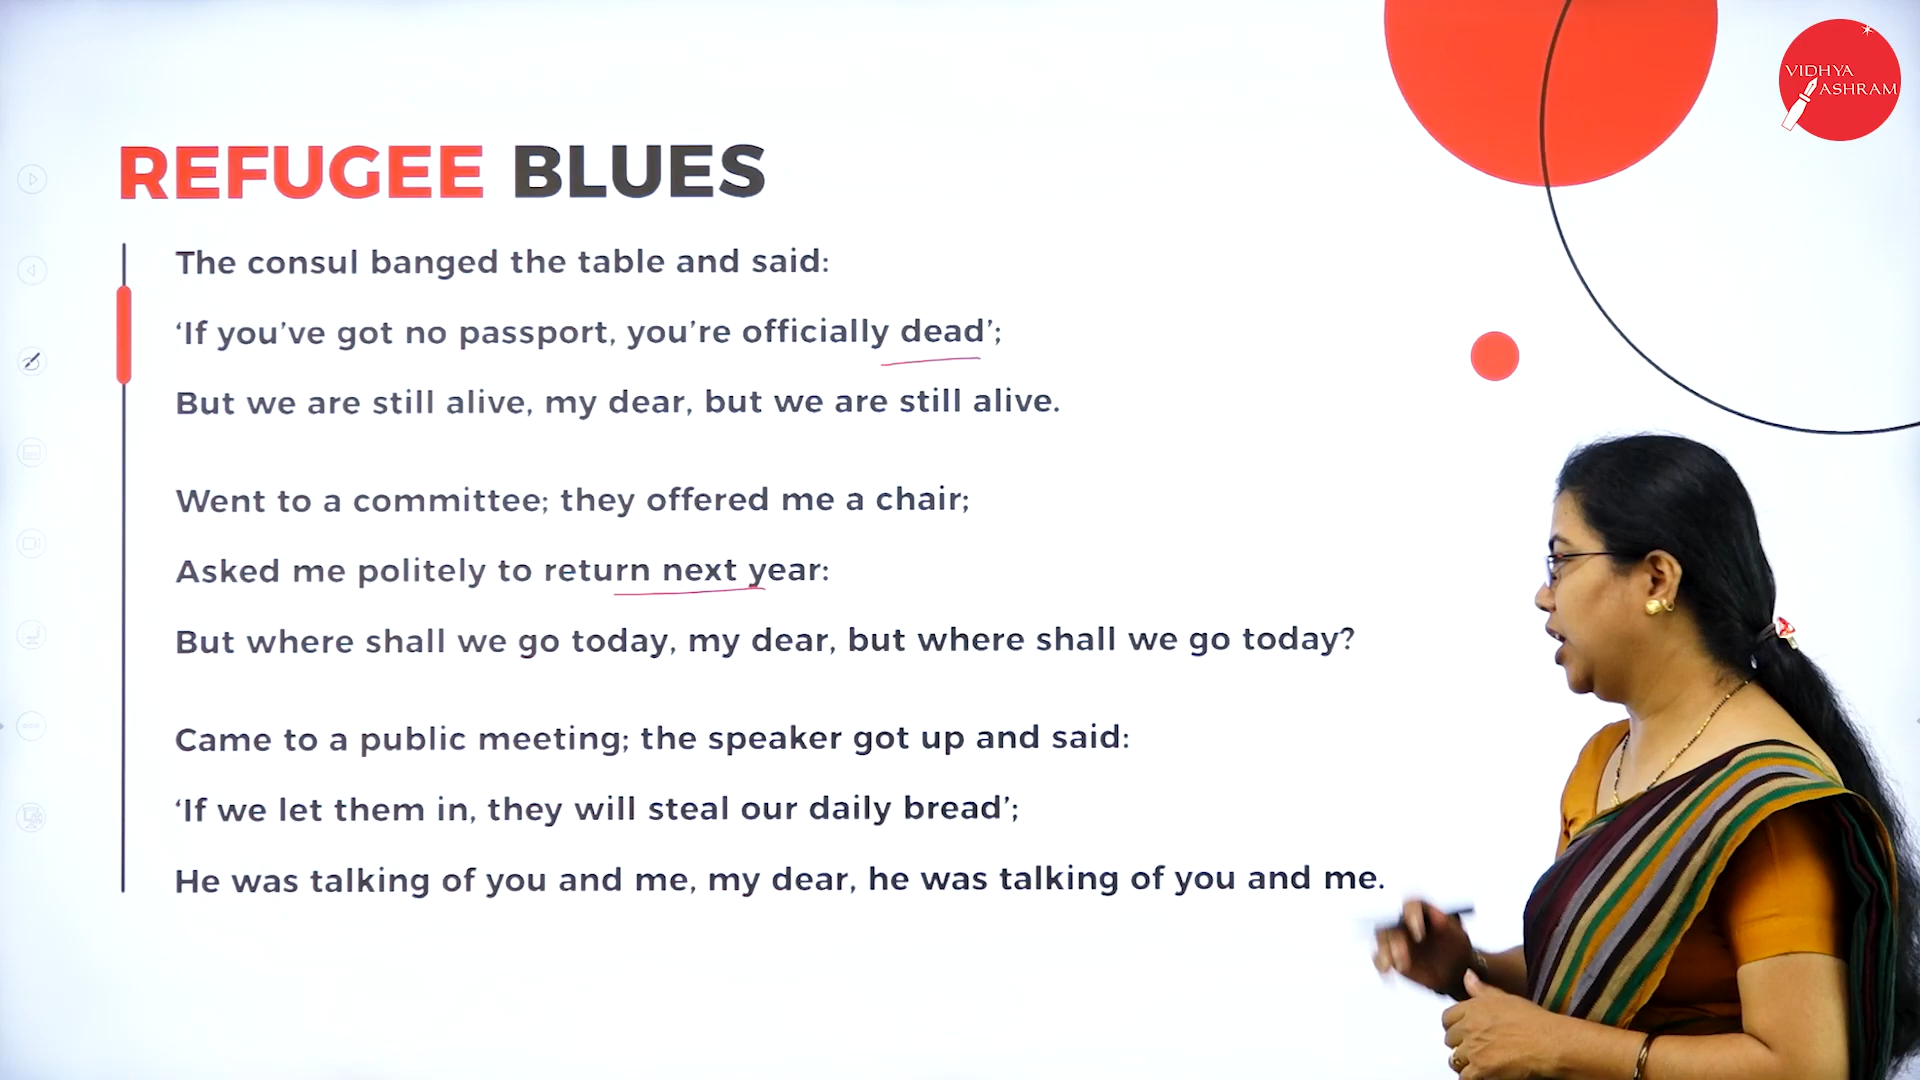 VIDHYA
ASHRAM
REFUGEE BLUES
The consul banged the table and said:
‘If you’ve got no passport, you’re officially dead’;
But we are still alive, my dear, but we are still alive.
Went to a committee; they offered me a chair;
Asked me politely to return next year:
But where shall we go today, my dear, but where shall we go today?
Came to a public meeting; the speaker got up and said:
‘If we let them in, they will steal our daily bread’;
He was talking of you and me, my dear, he was talking of you and me.